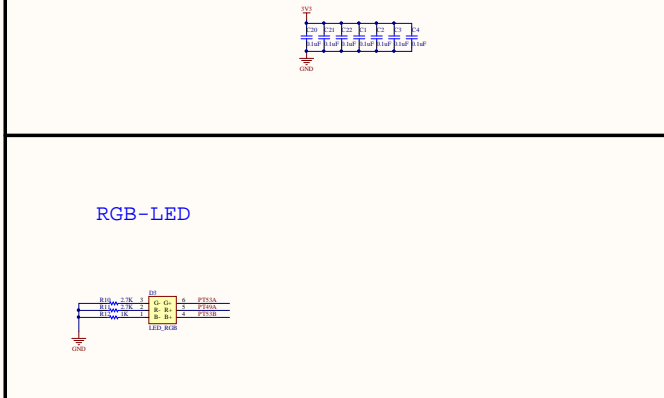 3V3
C20 C21 C22 C1 C2 C3 C4
0.1uF 0.1uF 0.1uF 0.1uF 0.1uF 0.1uF 0.1uF
GND
RGB-LED
D3
R10 2.7K 3 G- G+ 6 PT53A
R11 2.7K 2 R- R+ 5 PT49A
R12 1K 1 B- B+ 4 PT53B
LED_RGB
GND